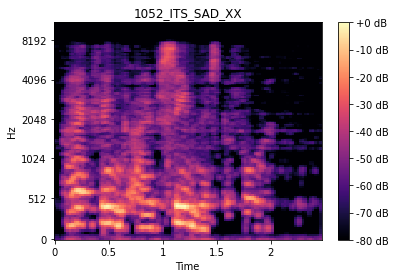 1052_ITS_SAD_XX
8192
4096
2048
1024
512
0
Hz
0 0.5 1 1.5 2
Time
+0 dB
-10 dB
-20 dB
-30 dB
-40 dB
-50 dB
-60 dB
-70 dB
-80 dB